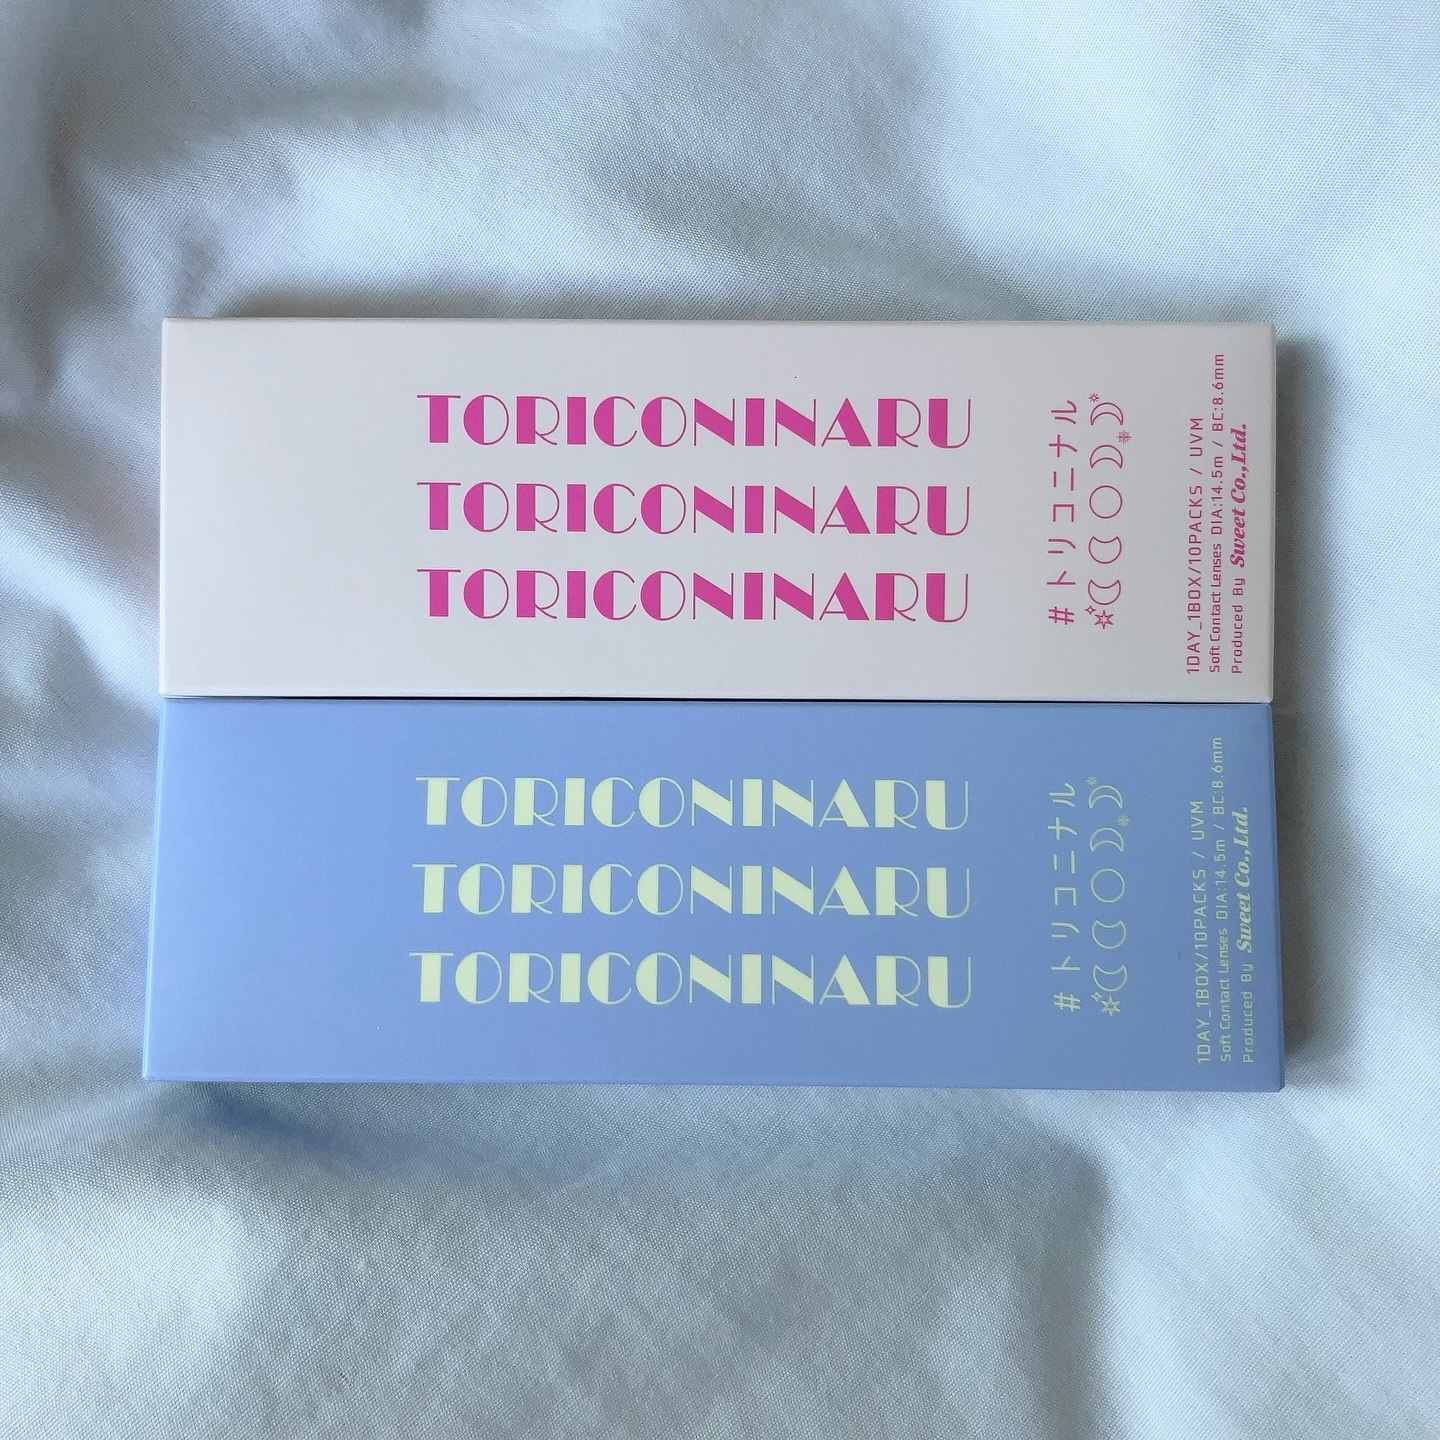 TORICONINARU
TORICONINARU
TORICONINARU
#トリコニナル
1DAY_1BOX/10PACKS / UVM
Soft Contact Lenses DIA:14.5m / BC:8.6mm
Produced By Sweet Co.,Ltd.
TORICONINARU
TORICONINARU
TORICONINARU
#トリコニナル
1DAY_1BOX/10PACKS / UVM
Soft Contact Lenses DIA:14.5m / BC:8.6mm
Produced By Sweet Co.,Ltd.